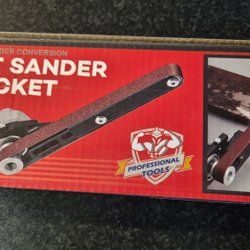 DER CONVERSION
T SANDER
CKET
PROFESSIONAL
TOOLS